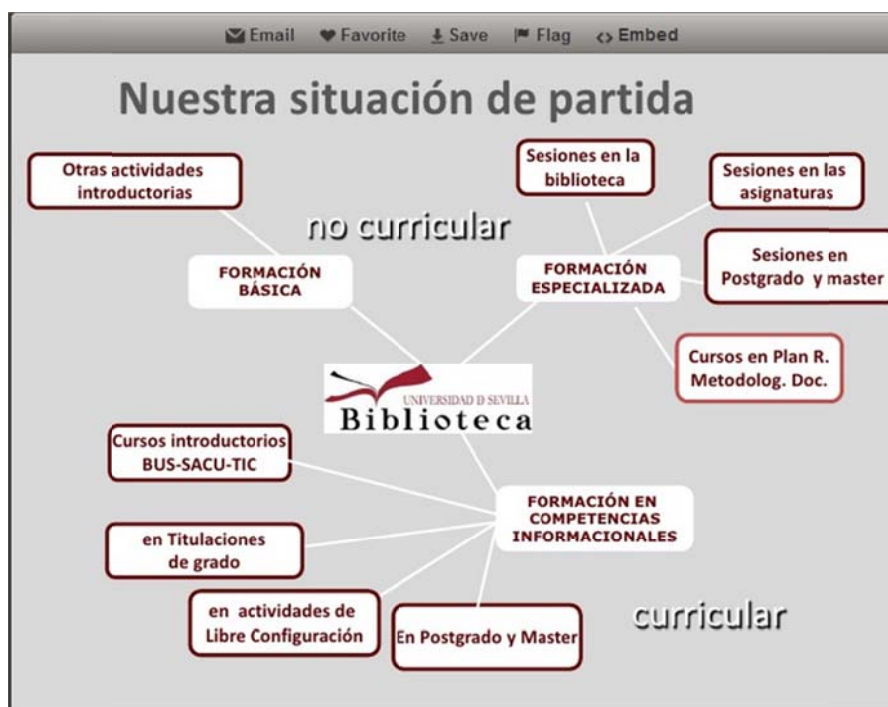 Email Favorite Save Flag Embed
Nuestra situación de partida
Otras actividades
introductorias
Sesiones en la
biblioteca
Sesiones en las
asignaturas
no curricular
FORMACIÓN
BÁSICA
FORMACIÓN
ESPECIALIZADA
Sesiones en
Postgrado y master
Cursos en Plan R.
Metodolog. Doc.
UNIVERSIDAD D SEVILLA
Biblioteca
Cursos introductorios
BUS-SACU-TIC
FORMACIÓN EN
COMPETENCIAS
INFORMACIONALES
en Titulaciones
de grado
en actividades de
Libre Configuración
En Postgrado y Master
curricular